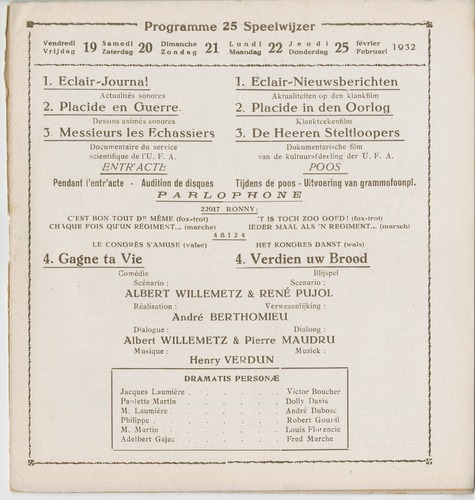 Programme 25 Speelwijzer
Vendredi Vrijdag 19 Samedi Zaterdag 20 Dimanche Zondag 21 Lundi Maandag 22 Jeudi Donderdag 25 février Februari 1932
1. Eclair-Journal 1. Eclair-Nieuwsberichten
Actualités sonores Aktualiteiten op den klankfilm
2. Placide en Guerre 2. Placide in den Oorlog
Dessins animés sonores Klankteekenfilm
3 Messieurs les Echassiers 3. De Heeren Steltloopers
Documentaire du service Dokumentarische film
scientifique de l'U. F. A. van de kultuurafdeeling der U. F. A.
ENTR'ACTE POOS
Pendant l'entr'acte - Audition de disques Tijdens de poos - Uitvoering van grammofoonpl.
PARLOPHONE
22917 RONNY:
C'EST BON TOUT DE MÊME (fox-trot) 'T IS TOCH ZOO GOED! (fox-trot)
CHAQUE FOIS QU'UN RÉGIMENT... (marche) IEDER MAAL ALS 'N REGIMENT... (marsch)
48124
LE CONGRÈS S'AMUSE (valse) HET KONGRES DANST (wals)
4. Gagne ta Vie 4. Verdien uw Brood
Comédie Blijspel
Scénario : Scenario :
ALBERT WILLEMETZ & RENÉ PUJOL
Réalisation : Verwezenlijking :
André BERTHOMIEU
Dialogue : Dialoog :
Albert WILLEMETZ & Pierre MAUDRU
Musique : Muziek :
Henry VERDUN
DRAMATIS PERSONÆ
Jacques Laumière . . . . . . Victor Boucher
Paulette Martin . . . . . . Dolly Davis
M. Laumière . . . . . . André Dubosc
Philippe . . . . . . Robert Goupil
M. Martin . . . . . . Louis Florencie
Adelbert Gajac . . . . . . Fred Marche